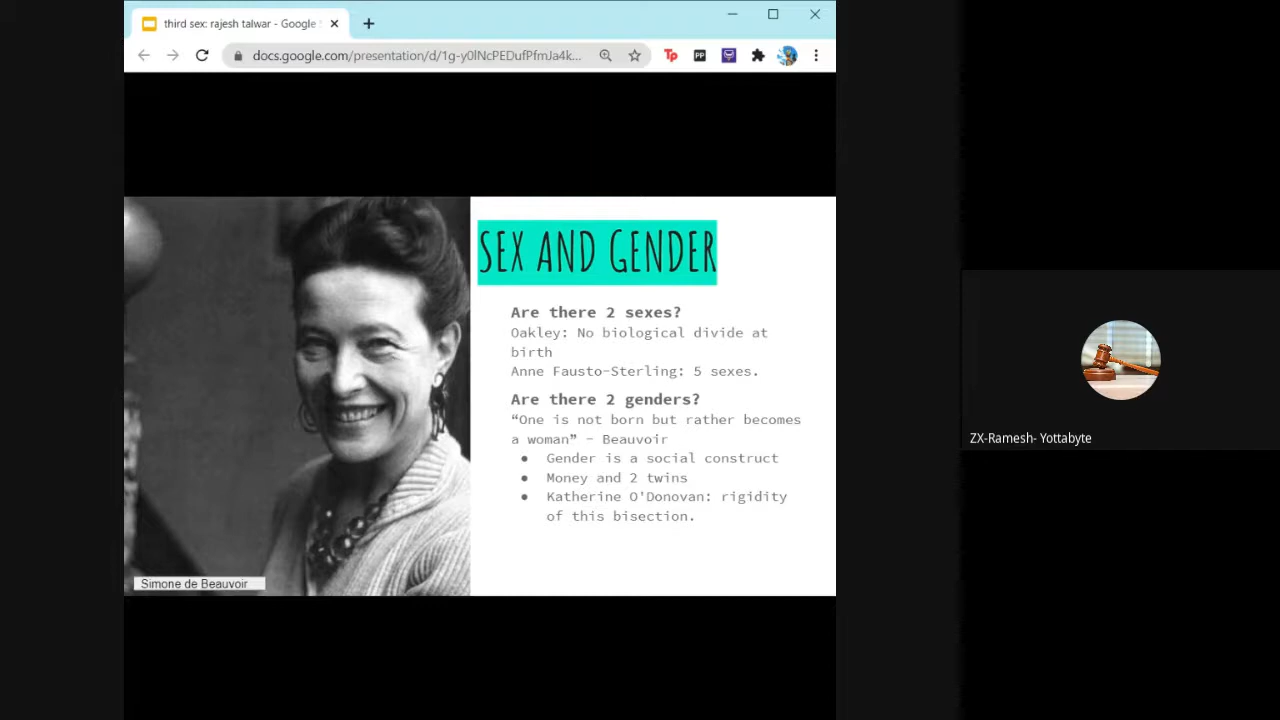 third sex: rajesh talwar - Google S
docs.google.com/presentation/d/1g-y0lNcPEDufPfmJa4k...
Tp
PP
SEX AND GENDER
Are there 2 sexes?
Oakley: No biological divide at
birth
Anne Fausto-Sterling: 5 sexes.
Are there 2 genders?
“One is not born but rather becomes
a woman” - Beauvoir
● Gender is a social construct
● Money and 2 twins
● Katherine O'Donovan: rigidity
of this bisection.
Simone de Beauvoir
ZX-Ramesh- Yottabyte